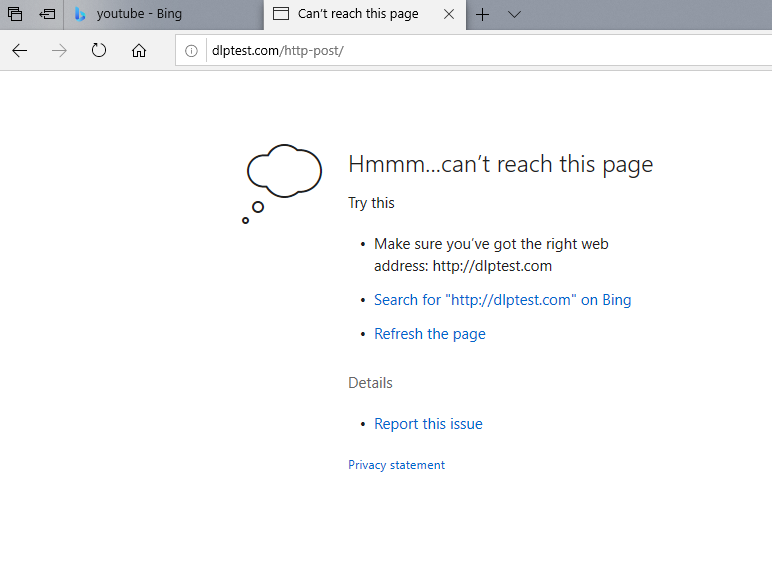 youtube - Bing
Can't reach this page
dlptest.com/http-post/
Hmmm...can't reach this page
Try this
• Make sure you've got the right web
address: http://dlptest.com
• Search for "http://dlptest.com" on Bing
• Refresh the page
Details
• Report this issue
Privacy statement